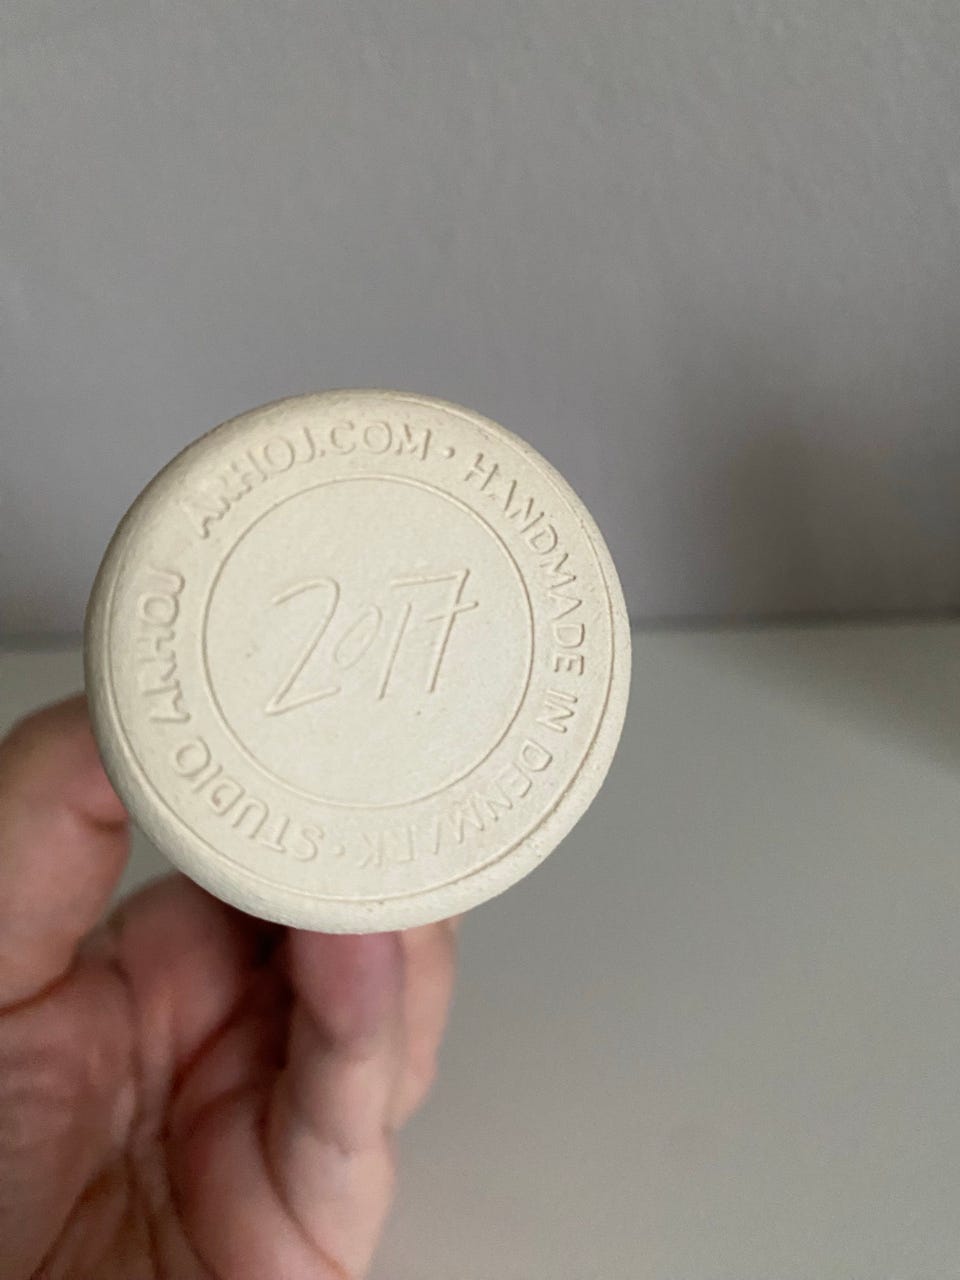 STUDIO ARHOJ
ARHOJ.COM · HANDMADE IN DENMARK ·
2017